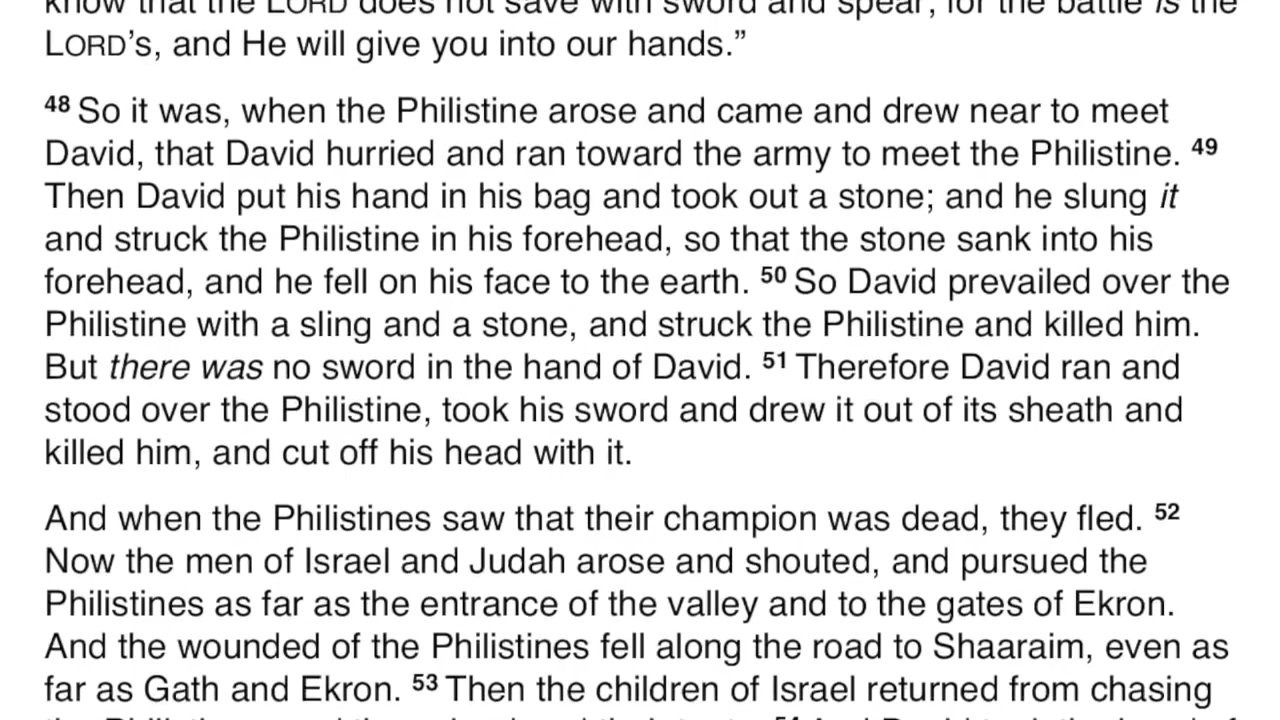 know that the LORD does not save with sword and spear; for the battle is the
LORD’s, and He will give you into our hands.”
48 So it was, when the Philistine arose and came and drew near to meet
David, that David hurried and ran toward the army to meet the Philistine. 49
Then David put his hand in his bag and took out a stone; and he slung it
and struck the Philistine in his forehead, so that the stone sank into his
forehead, and he fell on his face to the earth. 50 So David prevailed over the
Philistine with a sling and a stone, and struck the Philistine and killed him.
But there was no sword in the hand of David. 51 Therefore David ran and
stood over the Philistine, took his sword and drew it out of its sheath and
killed him, and cut off his head with it.
And when the Philistines saw that their champion was dead, they fled. 52
Now the men of Israel and Judah arose and shouted, and pursued the
Philistines as far as the entrance of the valley and to the gates of Ekron.
And the wounded of the Philistines fell along the road to Shaaraim, even as
far as Gath and Ekron. 53 Then the children of Israel returned from chasing